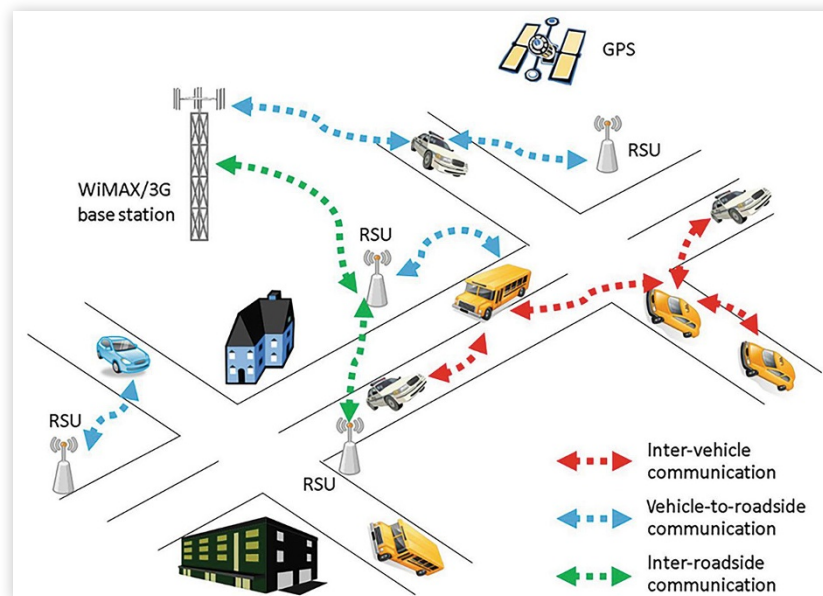 GPS
RSU
WiMAX/3G
base station
RSU
RSU
RSU
Inter-vehicle
communication
Vehicle-to-roadside
communication
Inter-roadside
communication